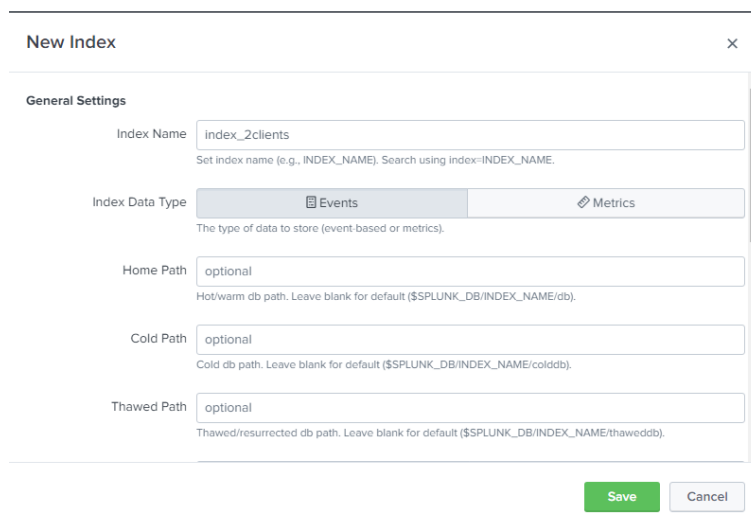 New Index
×
General Settings
Index Name
index_2clients
Set index name (e.g., INDEX_NAME). Search using index=INDEX_NAME.
Index Data Type
Events
Metrics
The type of data to store (event-based or metrics).
Home Path
optional
Hot/warm db path. Leave blank for default ($SPLUNK_DB/INDEX_NAME/db).
Cold Path
optional
Cold db path. Leave blank for default ($SPLUNK_DB/INDEX_NAME/colddb).
Thawed Path
optional
Thawed/resurrected db path. Leave blank for default ($SPLUNK_DB/INDEX_NAME/thaweddb).
Save
Cancel